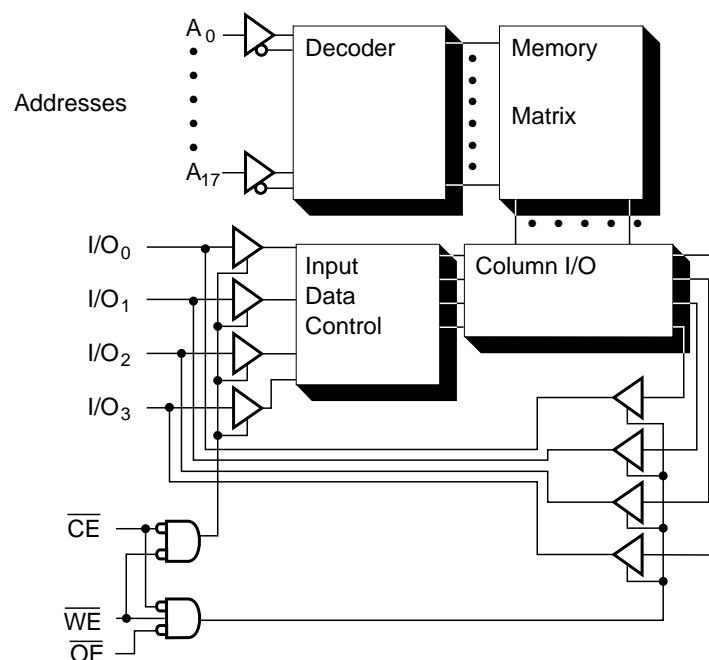 A0
Decoder
Memory
Matrix
Addresses
A17
I/O0
I/O1
I/O2
I/O3
Input
Data
Control
Column I/O
CE
WE
OE